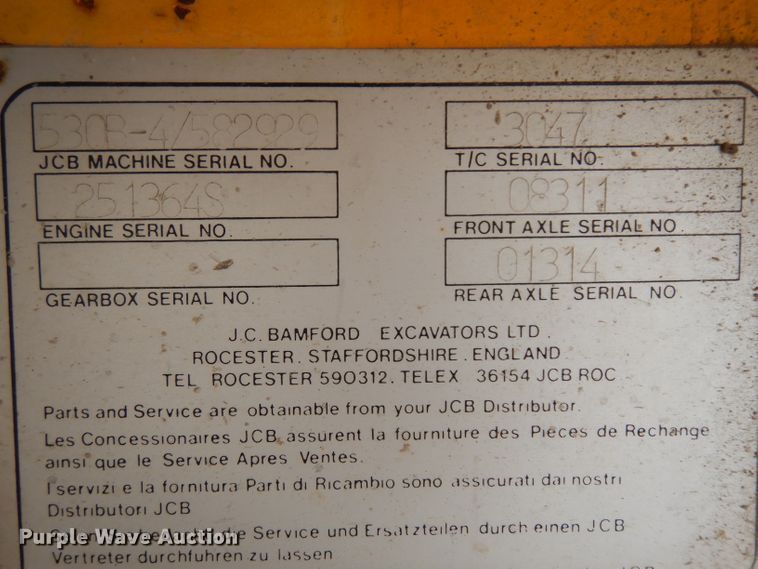 530B-4/582929
JCB MACHINE SERIAL NO.
251364S
ENGINE SERIAL NO.
GEARBOX SERIAL NO.
3047
T/C SERIAL NO.
08311
FRONT AXLE SERIAL NO.
01314
REAR AXLE SERIAL NO.
J.C. BAMFORD EXCAVATORS LTD.
ROCESTER. STAFFORDSHIRE. ENGLAND.
TEL ROCESTER 590312. TELEX 36154 JCB ROC
Parts and Service are obtainable from your JCB Distributor.
Les Concessionaires JCB assurent la fourniture des Pieces de Rechange
ainsi que le Service Apres Ventes.
I servizi e la fornitura Parti di Ricambio sono assicurati dai nostri
Distributori JCB
die Service und Ersatzteilen durch einen JCB
Vertreter durchfuhren zu lassen
Purple Wave Auction